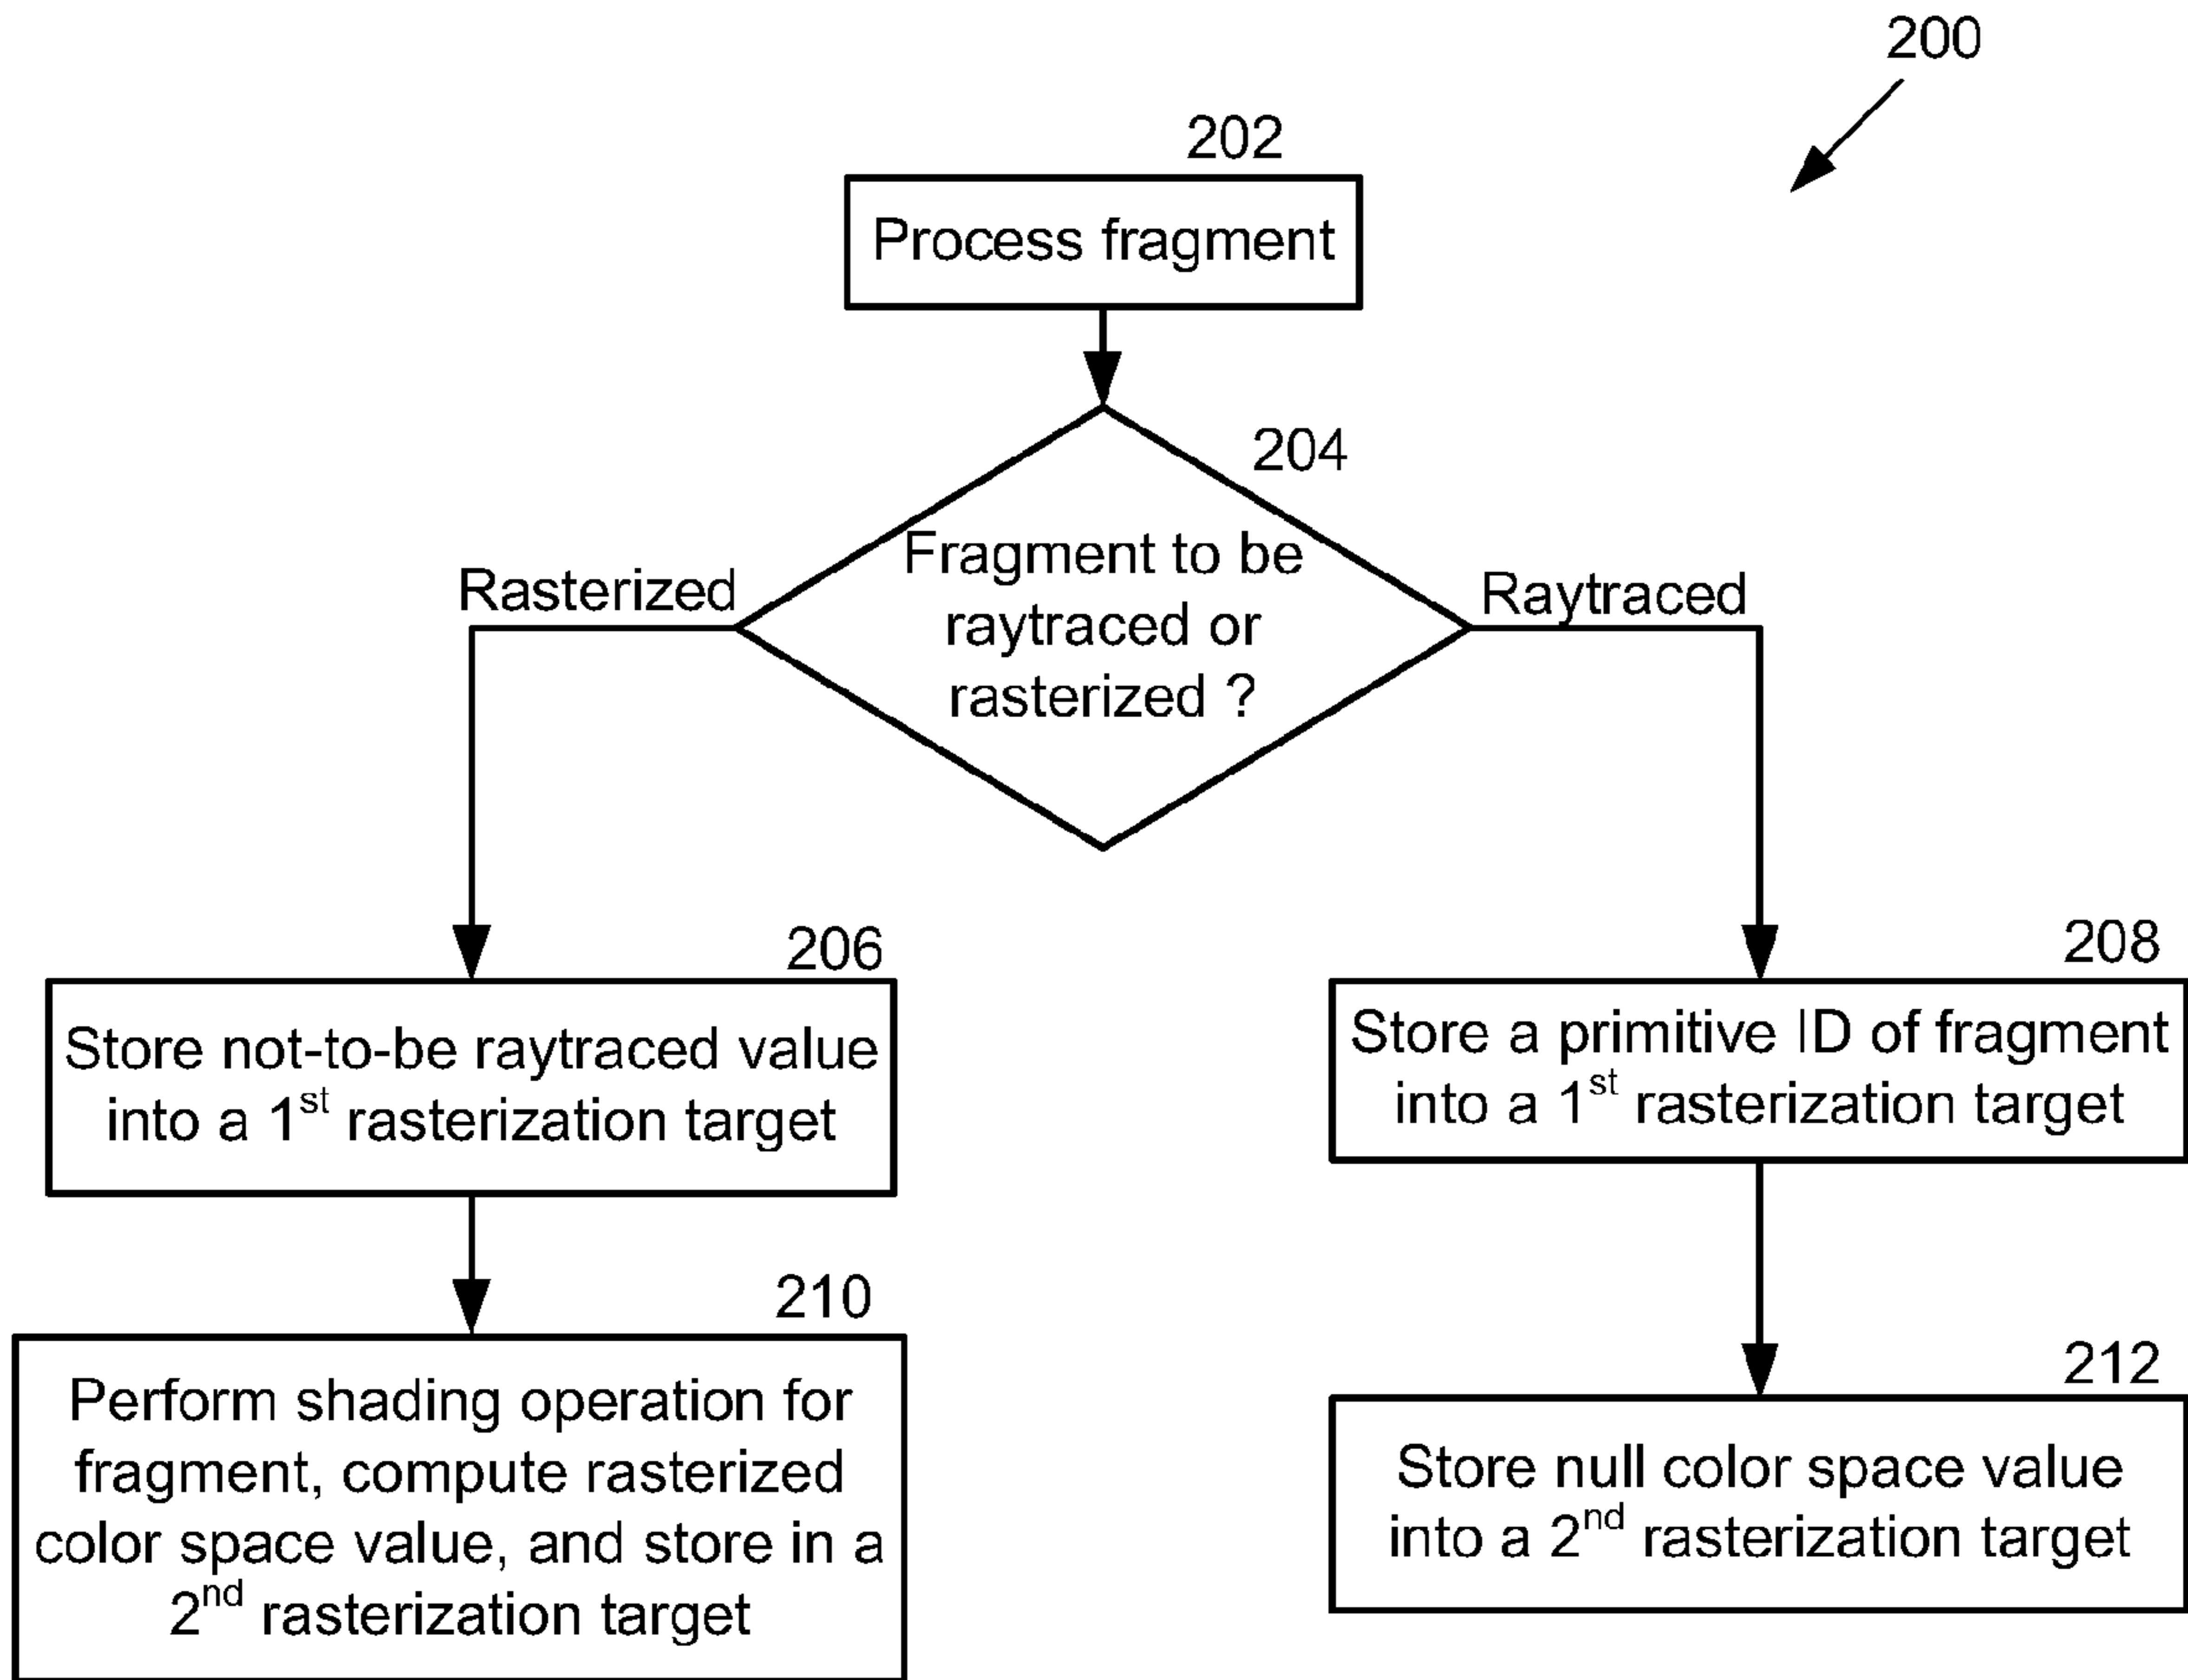 200
202
Process fragment
204
Fragment to be
raytraced or
rasterized ?
Rasterized
Raytraced
206
Store not-to-be raytraced value
into a 1st rasterization target
208
Store a primitive ID of fragment
into a 1st rasterization target
210
Perform shading operation for
fragment, compute rasterized
color space value, and store in a
2nd rasterization target
212
Store null color space value
into a 2nd rasterization target